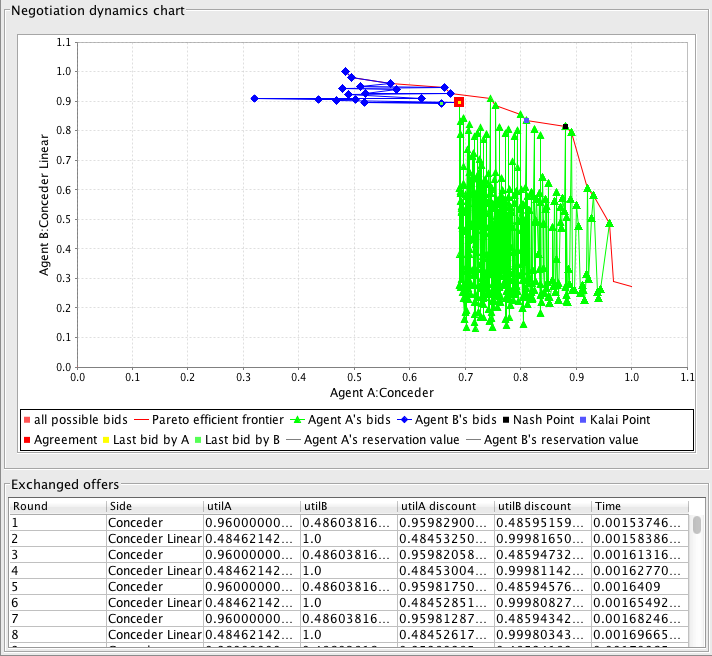 Negotiation dynamics chart
1.1
1.0
0.9
0.8
0.7
0.6
0.5
0.4
0.3
0.2
0.1
0.0
Agent B:Conceder Linear
0.0 0.1 0.2 0.3 0.4 0.5 0.6 0.7 0.8 0.9 1.0 1.1
Agent A:Conceder
all possible bids Pareto efficient frontier Agent A's bids Agent B's bids Nash Point Kalai Point
Agreement Last bid by A Last bid by B Agent A's reservation value Agent B's reservation value
Exchanged offers
Round Side utilA utilB utilA discount utilB discount Time
1 Conceder 0.96000000... 0.48603816... 0.95982900... 0.48595159... 0.00153746...
2 Conceder Linear 0.48462142... 1.0 0.48453250... 0.99981650... 0.00158386...
3 Conceder 0.96000000... 0.48603816... 0.95982058... 0.48594732... 0.00161316...
4 Conceder Linear 0.48462142... 1.0 0.48453004... 0.99981142... 0.00162770...
5 Conceder 0.96000000... 0.48603816... 0.95981750... 0.48594576... 0.0016409
6 Conceder Linear 0.48462142... 1.0 0.48452851... 0.99980827... 0.00165492...
7 Conceder 0.96000000... 0.48603816... 0.95981287... 0.48594342... 0.00168246...
8 Conceder Linear 0.48462142... 1.0 0.48452617... 0.99980343... 0.00169665...